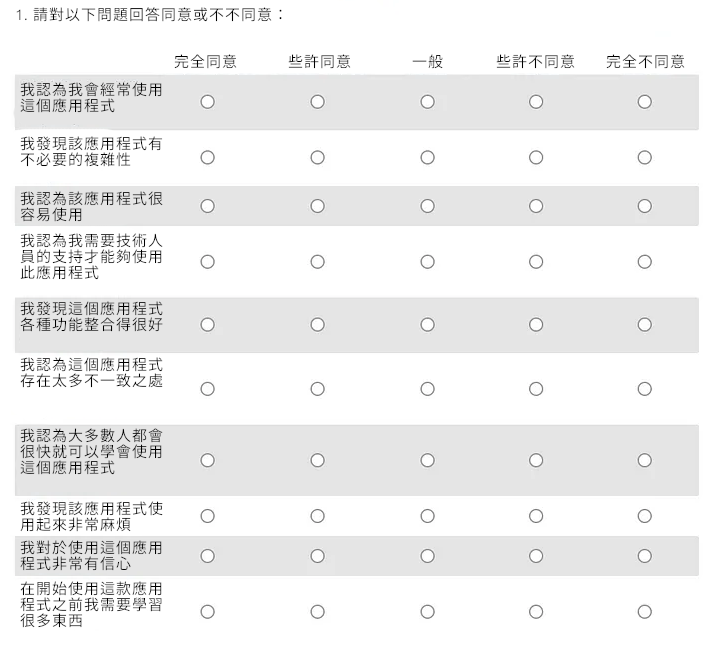 1. 請對以下問題回答同意或不不同意：
完全同意 些許同意 一般 些許不同意 完全不同意
我認為我會經常使用
這個應用程式
我發現該應用程式有
不必要的複雜性
我認為該應用程式很
容易使用
我認為我需要技術人
員的支持才能夠使用
此應用程式
我發現這個應用程式
各種功能整合得很好
我認為這個應用程式
存在太多不一致之處
我認為大多數人都會
很快就可以學會使用
這個應用程式
我發現該應用程式使
用起來非常麻煩
我對於使用這個應用
程式非常有信心
在開始使用這款應用
程式之前我需要學習
很多東西